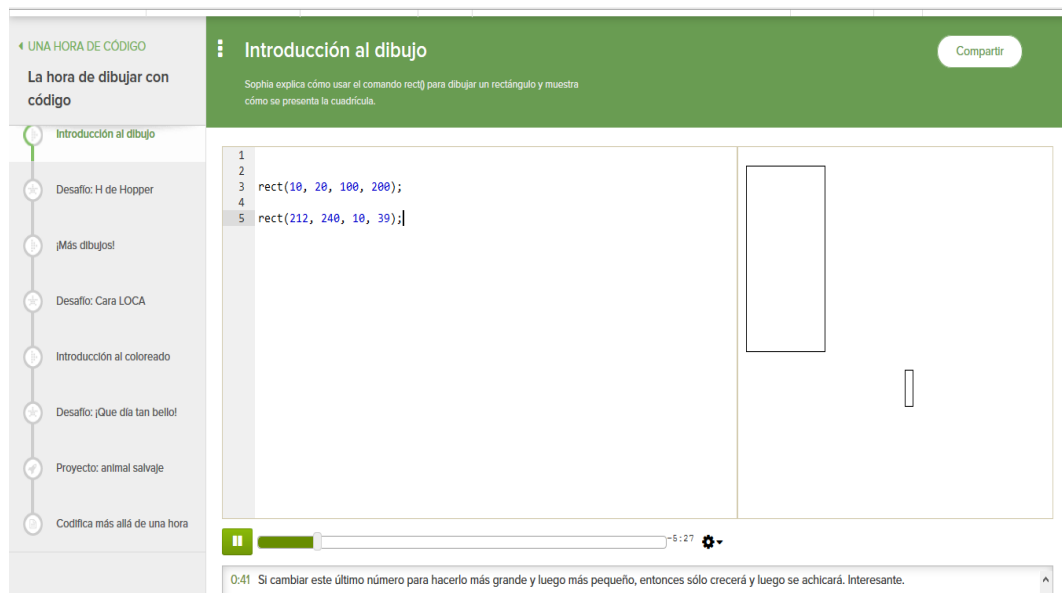 UNA HORA DE CÓDIGO
La hora de dibujar con
código
Introducción al dibujo
Desafío: H de Hopper
¡Más dibujos!
Desafío: Cara LOCA
Introducción al coloreado
Desafío: ¡Que día tan bello!
Proyecto: animal salvaje
Codifica más allá de una hora
Introducción al dibujo
Sophia explica cómo usar el comando rect() para dibujar un rectángulo y muestra
cómo se presenta la cuadrícula.
Compartir
1
2
3 rect(10, 20, 100, 200);
4
5 rect(212, 240, 10, 39);
-5:27
0:41 Si cambiar este último número para hacerlo más grande y luego más pequeño, entonces sólo crecerá y luego se achicará. Interesante.